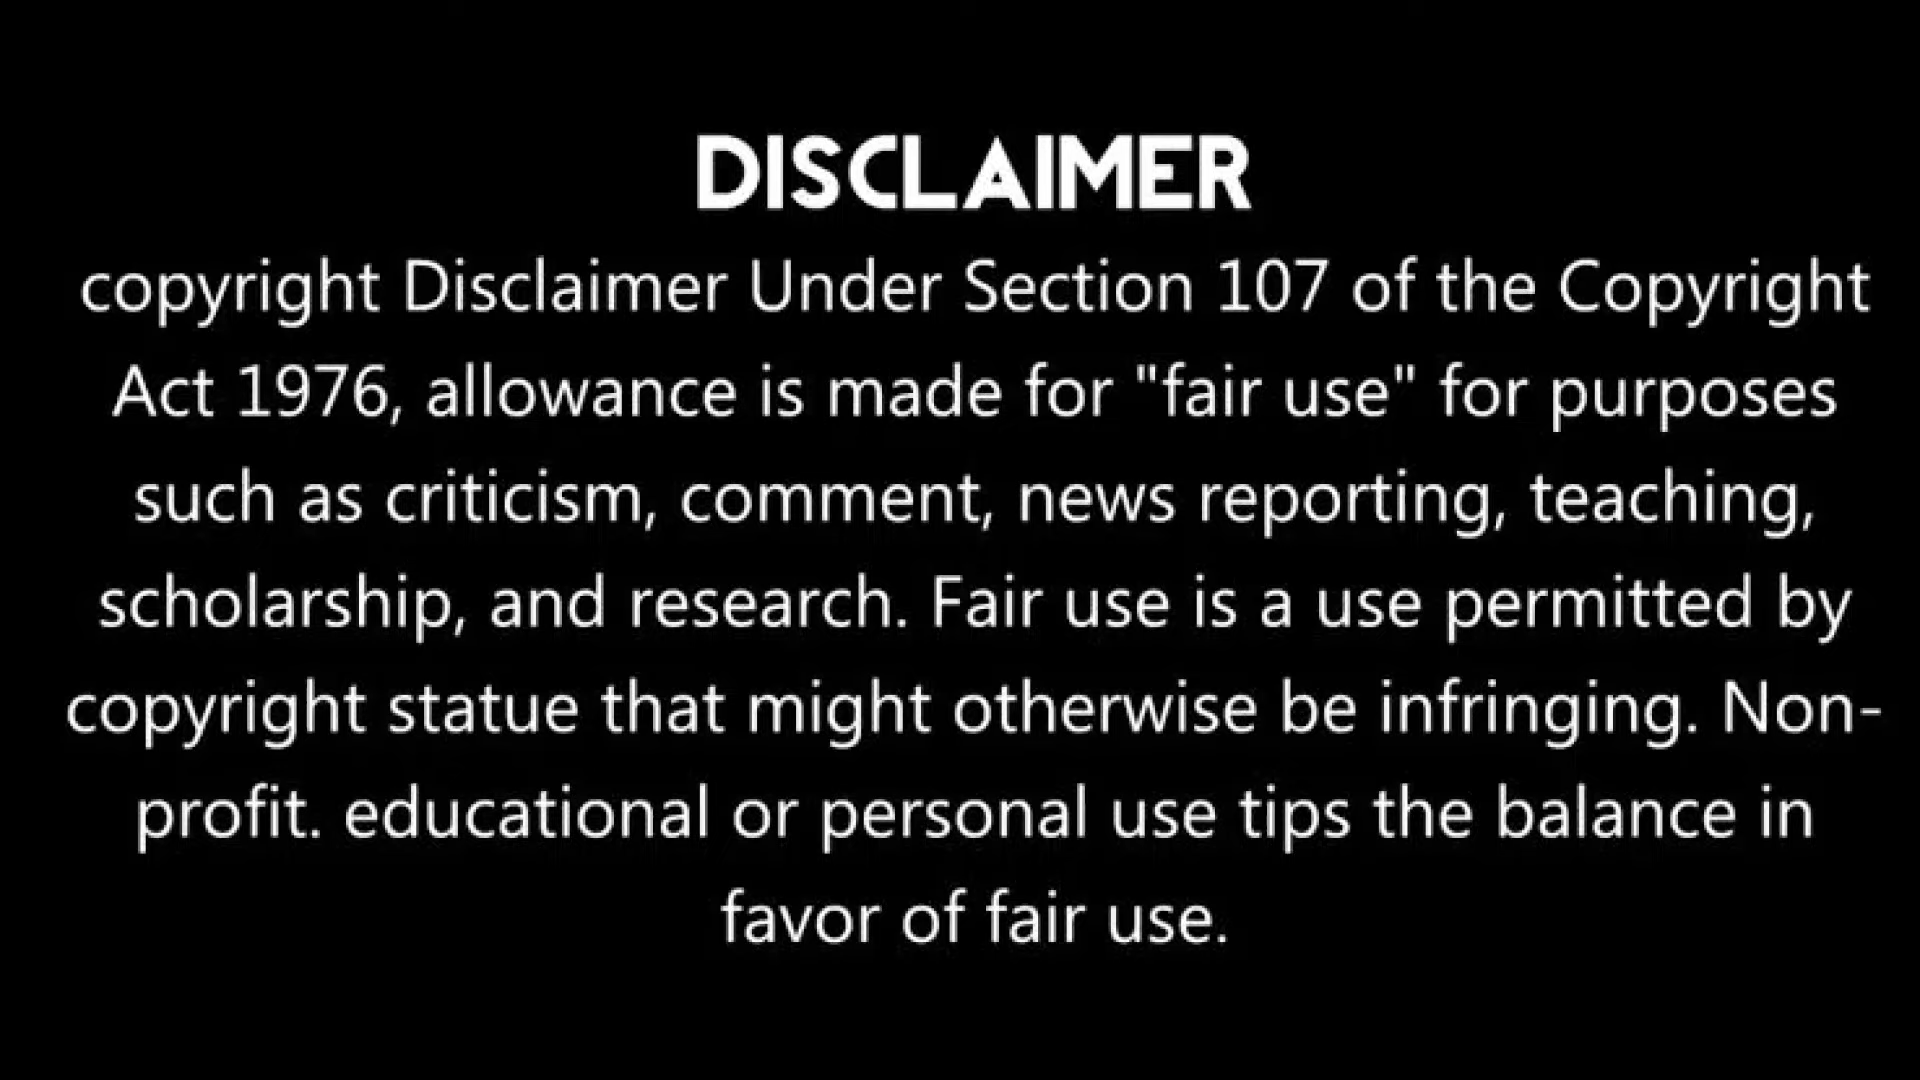 DISCLAIMER
copyright Disclaimer Under Section 107 of the Copyright
Act 1976, allowance is made for "fair use" for purposes
such as criticism, comment, news reporting, teaching,
scholarship, and research. Fair use is a use permitted by
copyright statue that might otherwise be infringing. Non-
profit. educational or personal use tips the balance in
favor of fair use.